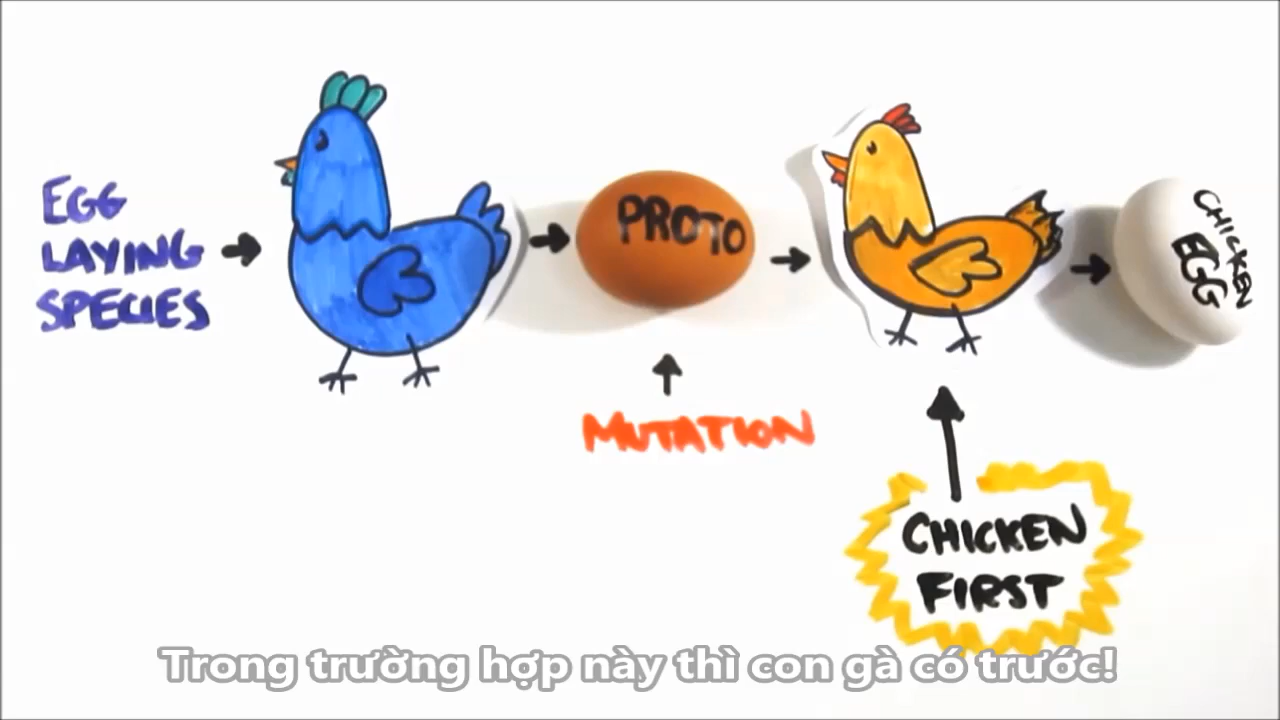 EGG
LAYING
SPECIES
PROTO
MUTATION
CHICKEN
EGG
CHICKEN
FIRST
Trong trường hợp này thì con gà có trước!